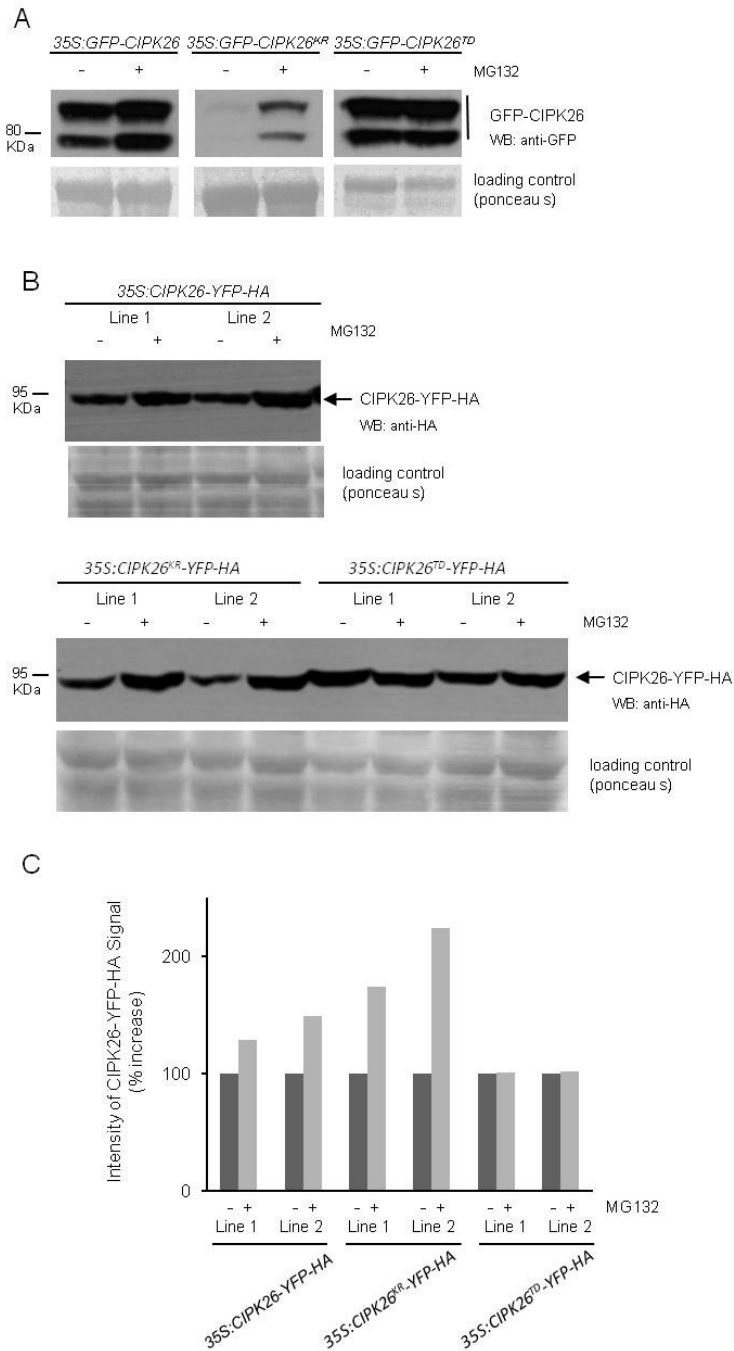 A
35S:GFP-CIPK26 35S:GFP-CIPK26KR 35S:GFP-CIPK26TD
- + - + - + MG132
80
KDa
GFP-CIPK26
WB: anti-GFP
loading control
(ponceau s)
B
35S:CIPK26-YFP-HA
Line 1 Line 2
- + - + MG132
95
KDa
CIPK26-YFP-HA
WB: anti-HA
loading control
(ponceau s)
35S:CIPK26KR-YFP-HA 35S:CIPK26TD-YFP-HA
Line 1 Line 2 Line 1 Line 2
- + - + - + - + MG132
95
KDa
CIPK26-YFP-HA
WB: anti-HA
loading control
(ponceau s)
C
Intensity of CIPK26-YFP-HA Signal
(% increase)
200
100
0
- + - + - + - + - + - + MG132
Line 1 Line 2 Line 1 Line 2 Line 1 Line 2
35S:CIPK26-YFP-HA
35S:CIPK26KR-YFP-HA
35S:CIPK26TD-YFP-HA